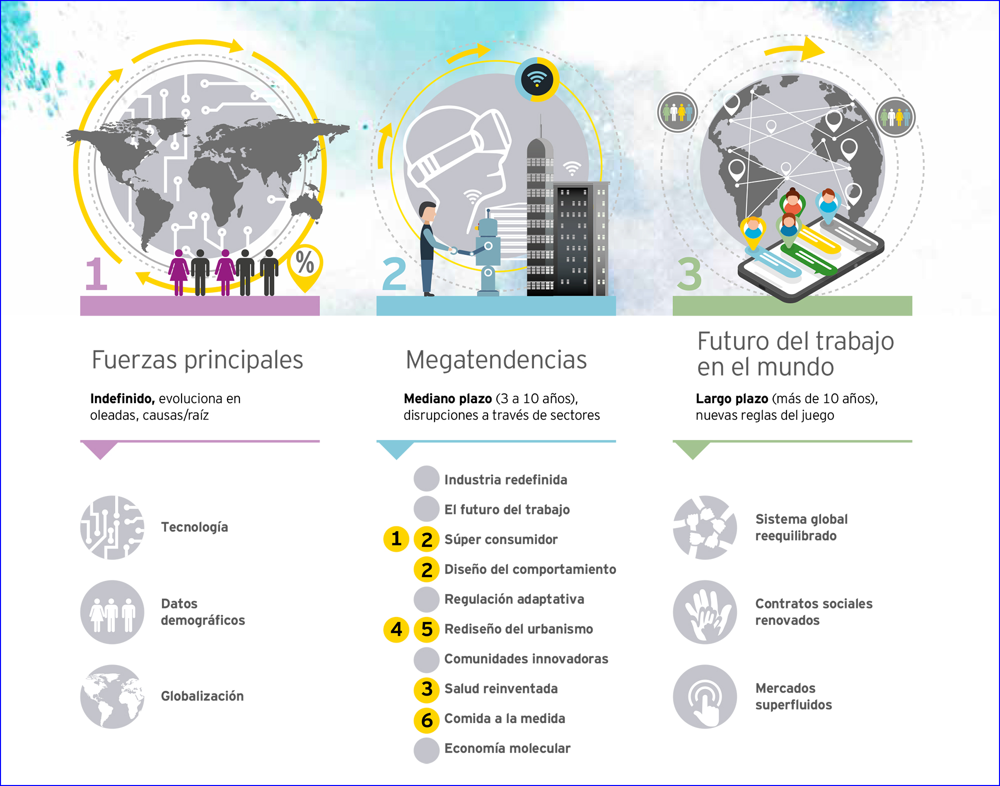 %
1
Fuerzas principales
Indefinido, evoluciona en
oleadas, causas/raíz
Tecnología
Datos
demográficos
Globalización
2
Megatendencias
Mediano plazo (3 a 10 años),
disrupciones a través de sectores
Industria redefinida
El futuro del trabajo
1 2 Súper consumidor
2 Diseño del comportamiento
Regulación adaptativa
4 5 Rediseño del urbanismo
Comunidades innovadoras
3 Salud reinventada
6 Comida a la medida
Economía molecular
3
Futuro del trabajo
en el mundo
Largo plazo (más de 10 años),
nuevas reglas del juego
Sistema global
reequilibrado
Contratos sociales
renovados
Mercados
superfluidos